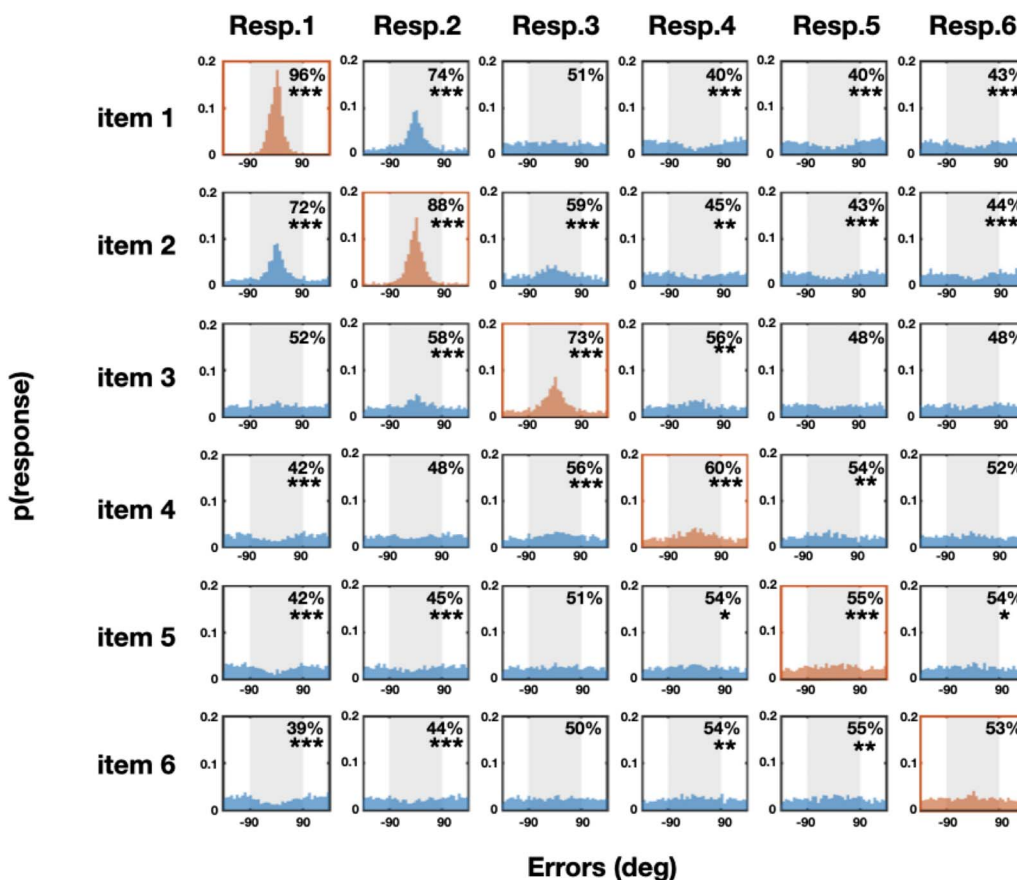 Resp.1 Resp.2 Resp.3 Resp.4 Resp.5 Resp.6
0.2 0.2 0.2 0.2 0.2 0.2
96% 74% 51% 40% 40% 43%
*** *** *** *** ***
item 1 0.1 0.1 0.1 0.1 0.1 0.1
0 0 0 0 0 0
-90 90 -90 90 -90 90 -90 90 -90 90 -90 90
0.2 0.2 0.2 0.2 0.2 0.2
72% 88% 59% 45% 43% 44%
*** *** *** ** *** ***
item 2 0.1 0.1 0.1 0.1 0.1 0.1
0 0 0 0 0 0
-90 90 -90 90 -90 90 -90 90 -90 90 -90 90
0.2 0.2 0.2 0.2 0.2 0.2
52% 58% 73% 56% 48% 48%
*** *** **
item 3 0.1 0.1 0.1 0.1 0.1 0.1
0 0 0 0 0 0
-90 90 -90 90 -90 90 -90 90 -90 90 -90 90
p(response)
0.2 0.2 0.2 0.2 0.2 0.2
42% 48% 56% 60% 54% 52%
*** *** *** **
item 4 0.1 0.1 0.1 0.1 0.1 0.1
0 0 0 0 0 0
-90 90 -90 90 -90 90 -90 90 -90 90 -90 90
0.2 0.2 0.2 0.2 0.2 0.2
42% 45% 51% 54% 55% 54%
*** *** * *** *
item 5 0.1 0.1 0.1 0.1 0.1 0.1
0 0 0 0 0 0
-90 90 -90 90 -90 90 -90 90 -90 90 -90 90
0.2 0.2 0.2 0.2 0.2 0.2
39% 44% 50% 54% 55% 53%
*** *** ** **
item 6 0.1 0.1 0.1 0.1 0.1 0.1
0 0 0 0 0 0
-90 90 -90 90 -90 90 -90 90 -90 90 -90 90
Errors (deg)